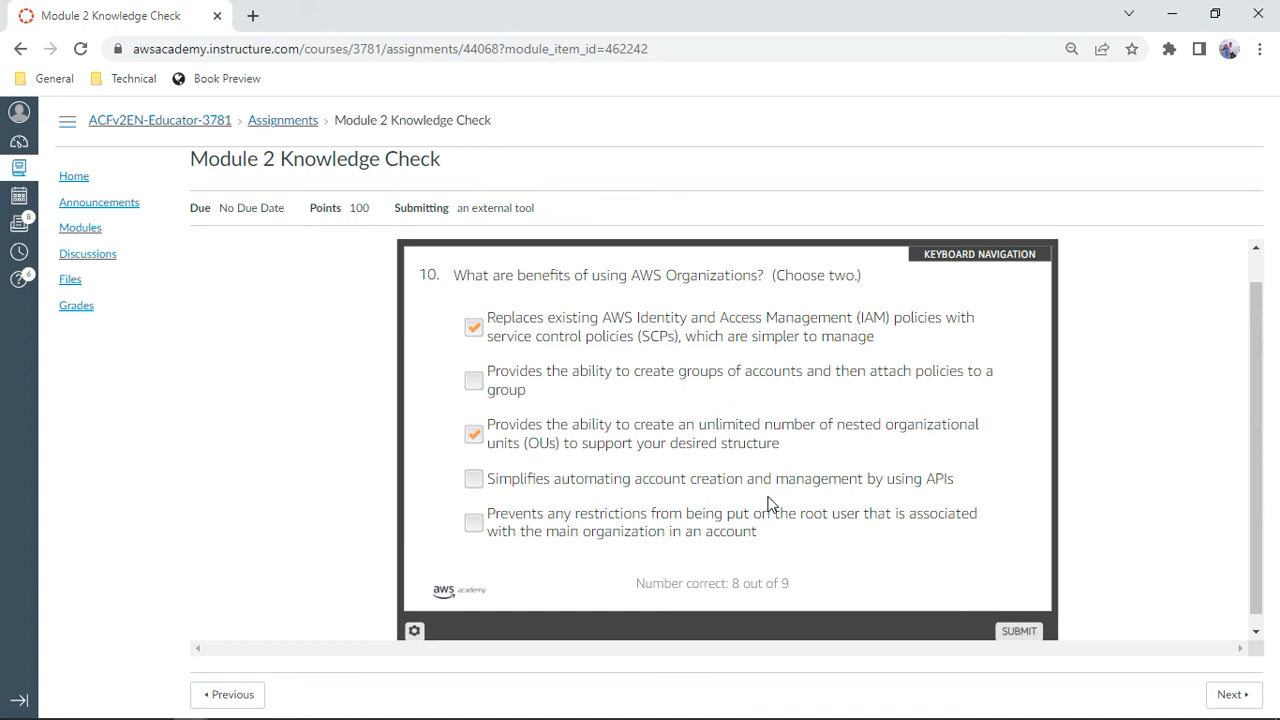 Module 2 Knowledge Check
awsacademy.instructure.com/courses/3781/assignments/44068?module_item_id=462242
General Technical Book Preview
ACFv2EN-Educator-3781 › Assignments › Module 2 Knowledge Check
8
6
Home
Announcements
Modules
Discussions
Files
Grades
Module 2 Knowledge Check
Due No Due Date Points 100 Submitting an external tool
KEYBOARD NAVIGATION
10. What are benefits of using AWS Organizations? (Choose two.)
Replaces existing AWS Identity and Access Management (IAM) policies with
service control policies (SCPs), which are simpler to manage
Provides the ability to create groups of accounts and then attach policies to a
group
Provides the ability to create an unlimited number of nested organizational
units (OUs) to support your desired structure
Simplifies automating account creation and management by using APIs
Prevents any restrictions from being put on the root user that is associated
with the main organization in an account
aws academy
Number correct: 8 out of 9
SUBMIT
Previous
Next